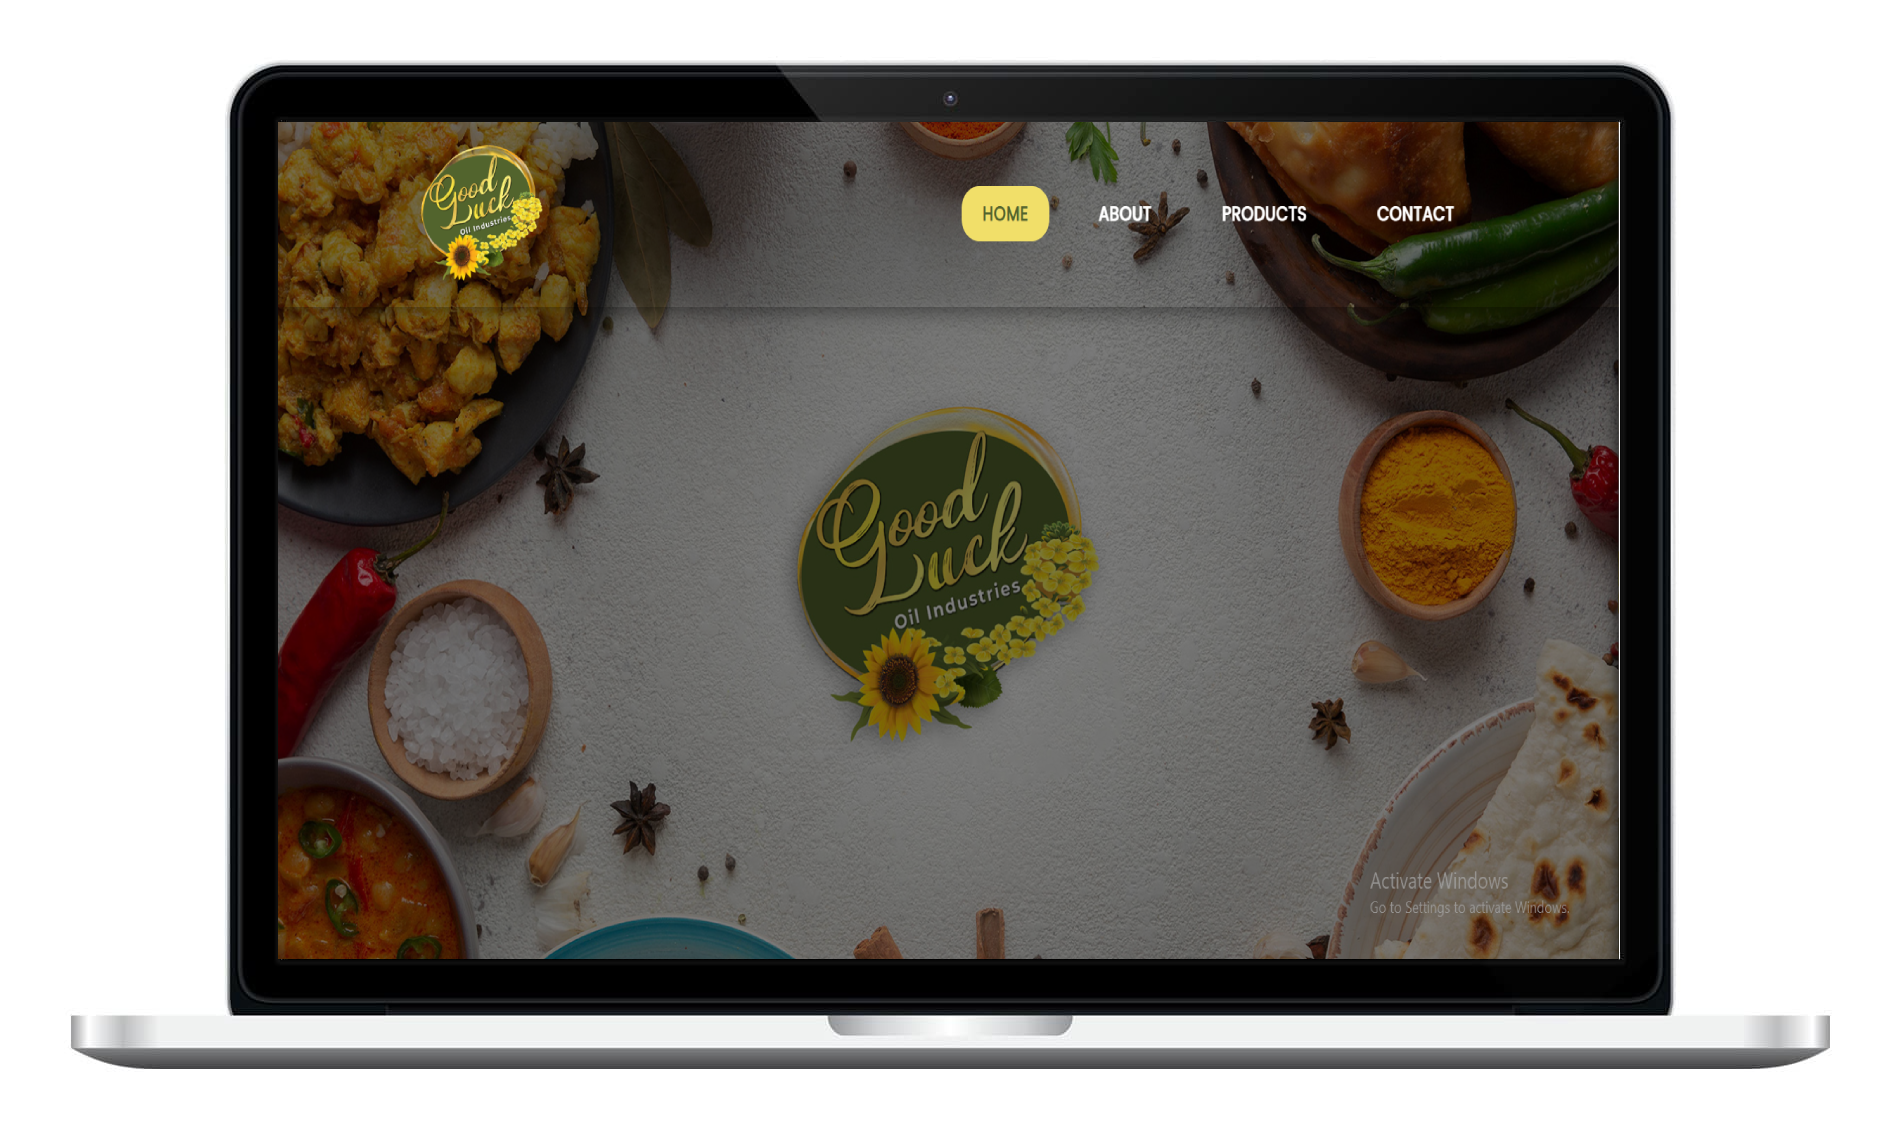 Good
Luck
Oil Industries
HOME
ABOUT
PRODUCTS
CONTACT
Good
Luck
Oil Industries
Activate Windows
Go to Settings to activate Windows.